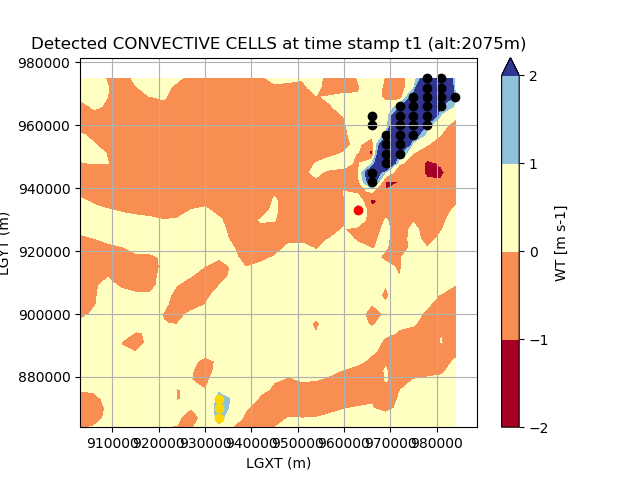 Detected CONVECTIVE CELLS at time stamp t1 (alt:2075m)
980000
960000
940000
920000
900000
880000
LGYT (m)
910000 920000 930000 940000 950000 960000 970000 980000
LGXT (m)
2
1
0
−1
−2
WT [m s-1]